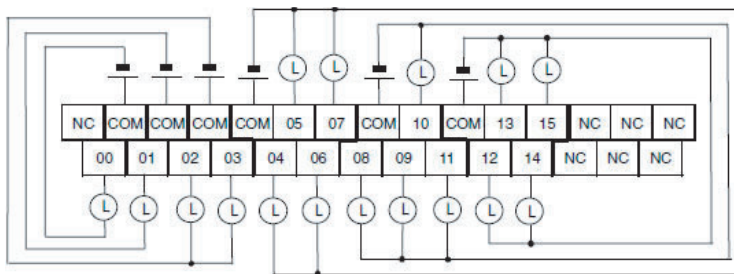 L L L L L
NC COM COM COM COM 05 07 COM 10 COM 13 15 NC NC NC
00 01 02 03 04 06 08 09 11 12 14 NC NC NC
L L L L L L L L L L L